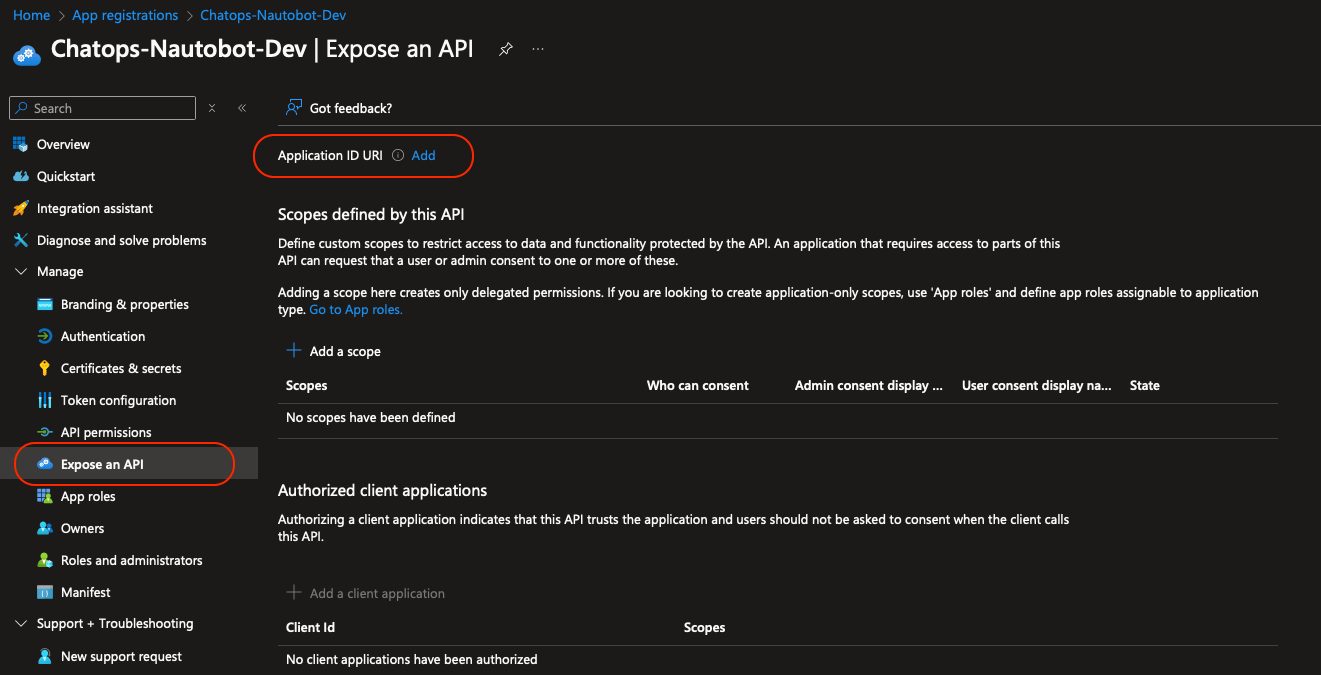 Home > App registrations > Chatops-Nautobot-Dev
Chatops-Nautobot-Dev | Expose an API
Search
Overview
Quickstart
Integration assistant
Diagnose and solve problems
Manage
Branding & properties
Authentication
Certificates & secrets
Token configuration
API permissions
Expose an API
App roles
Owners
Roles and administrators
Manifest
Support + Troubleshooting
New support request
Got feedback?
Application ID URI Add
Scopes defined by this API
Define custom scopes to restrict access to data and functionality protected by the API. An application that requires access to parts of this
API can request that a user or admin consent to one or more of these.
Adding a scope here creates only delegated permissions. If you are looking to create application-only scopes, use 'App roles' and define app roles assignable to application
type. Go to App roles.
Add a scope
Scopes Who can consent Admin consent display ... User consent display na... State
No scopes have been defined
Authorized client applications
Authorizing a client application indicates that this API trusts the application and users should not be asked to consent when the client calls
this API.
Add a client application
Client Id Scopes
No client applications have been authorized